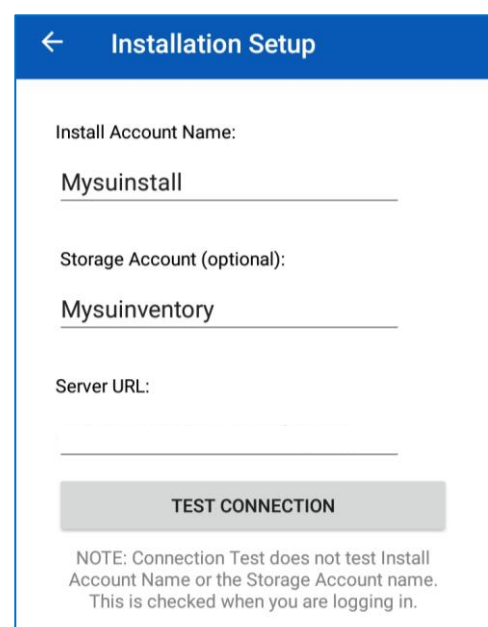 Installation Setup
Install Account Name:
Mysuinstall
Storage Account (optional):
Mysuinventory
Server URL:
TEST CONNECTION
NOTE: Connection Test does not test Install
Account Name or the Storage Account name.
This is checked when you are logging in.